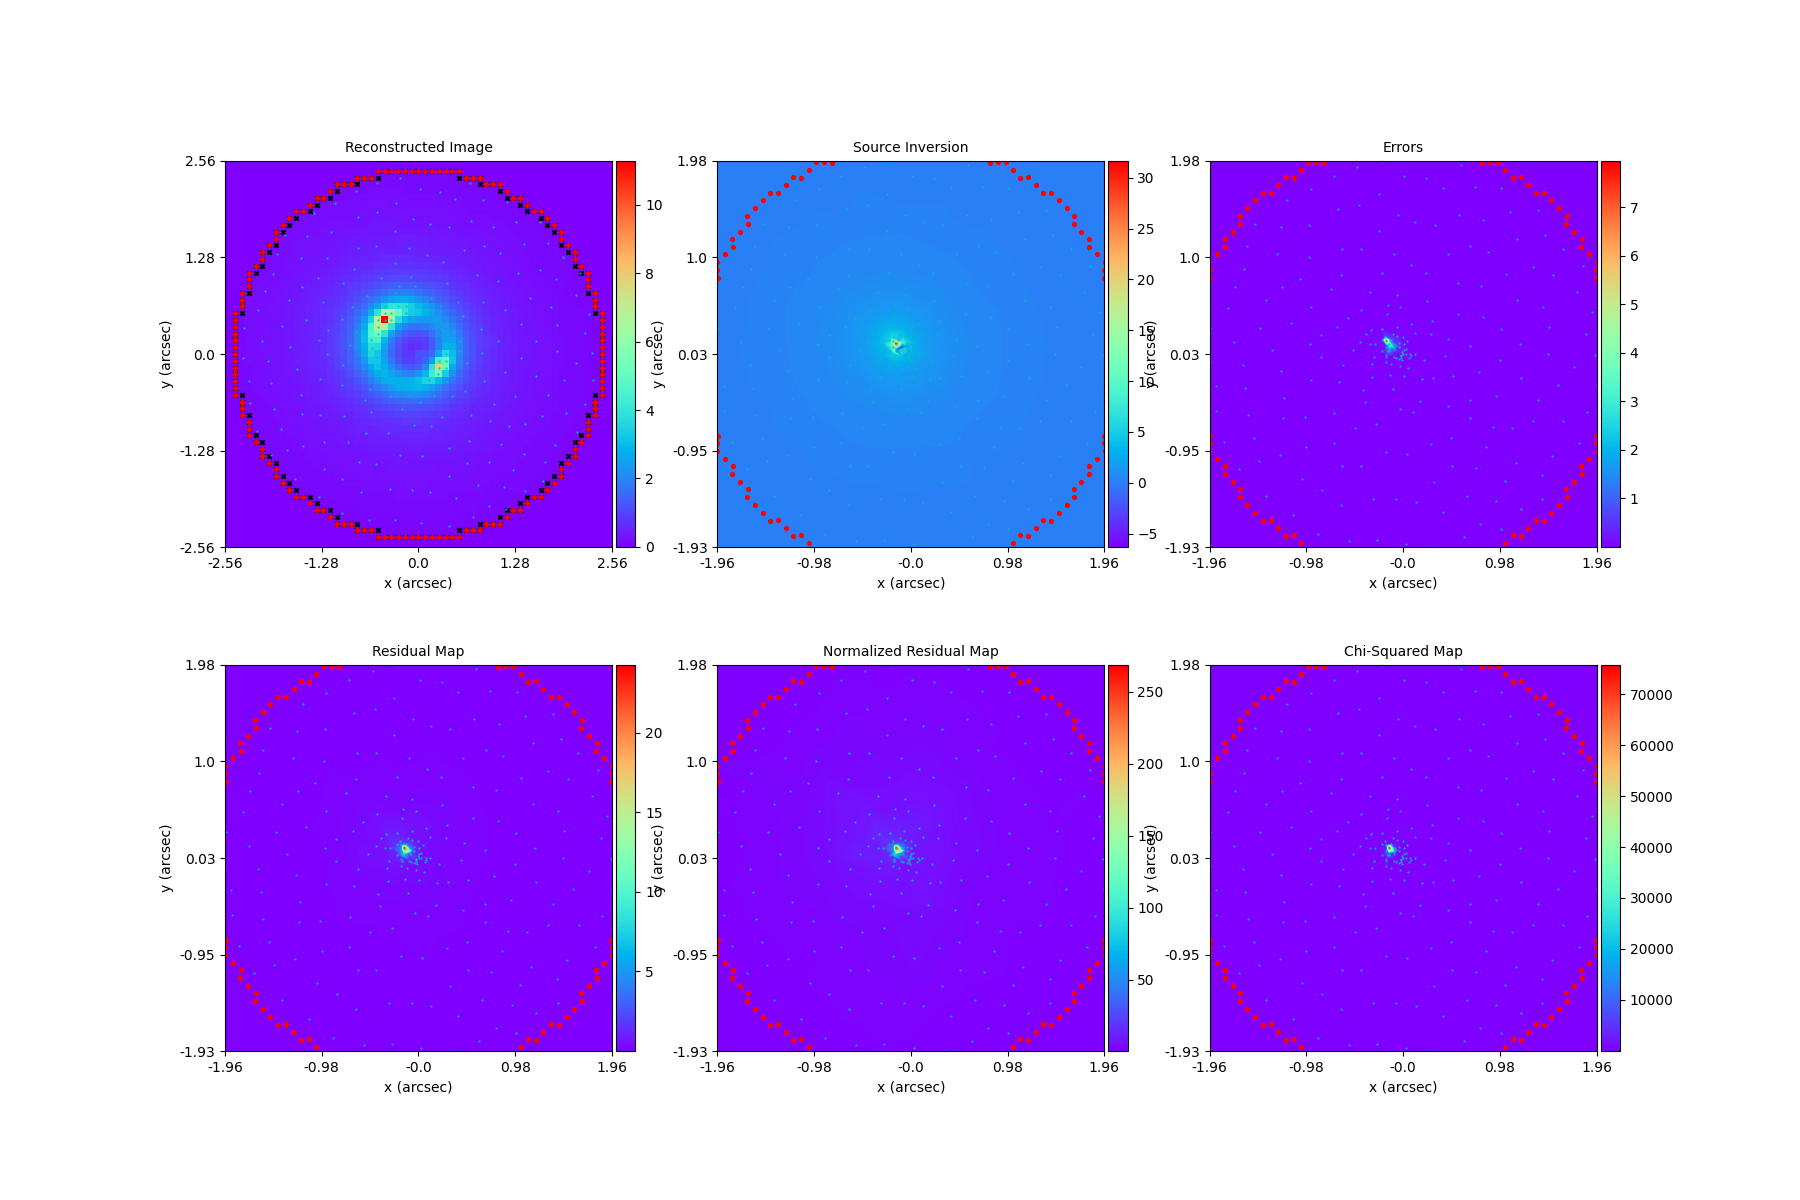 Reconstructed Image
2.56
1.28
0.0
-1.28
-2.56
y (arcsec)
-2.56 -1.28 0.0 1.28 2.56
x (arcsec)
10
8
6
4
2
0
Source Inversion
1.98
1.0
0.03
-0.95
-1.93
y (arcsec)
-1.96 -0.98 -0.0 0.98 1.96
x (arcsec)
30
25
20
15
10
5
0
−5
Errors
1.98
1.0
0.03
-0.95
-1.93
y (arcsec)
-1.96 -0.98 -0.0 0.98 1.96
x (arcsec)
7
6
5
4
3
2
1
Residual Map
1.98
1.0
0.03
-0.95
-1.93
y (arcsec)
-1.96 -0.98 -0.0 0.98 1.96
x (arcsec)
20
15
10
5
Normalized Residual Map
1.98
1.0
0.03
-0.95
-1.93
y (arcsec)
-1.96 -0.98 -0.0 0.98 1.96
x (arcsec)
250
200
150
100
50
Chi-Squared Map
1.98
1.0
0.03
-0.95
-1.93
y (arcsec)
-1.96 -0.98 -0.0 0.98 1.96
x (arcsec)
70000
60000
50000
40000
30000
20000
10000